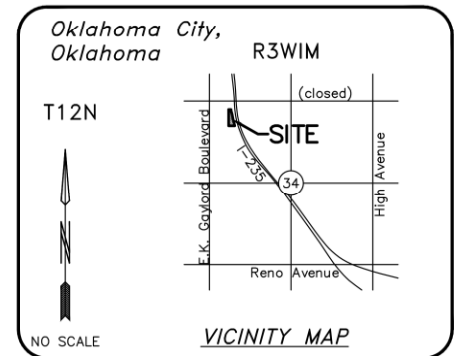 Oklahoma City,
Oklahoma
R3WIM
T12N
(closed)
SITE
E.K. Gaylord Boulevard
I-235
34
High Avenue
Reno Avenue
N
NO SCALE
VICINITY MAP